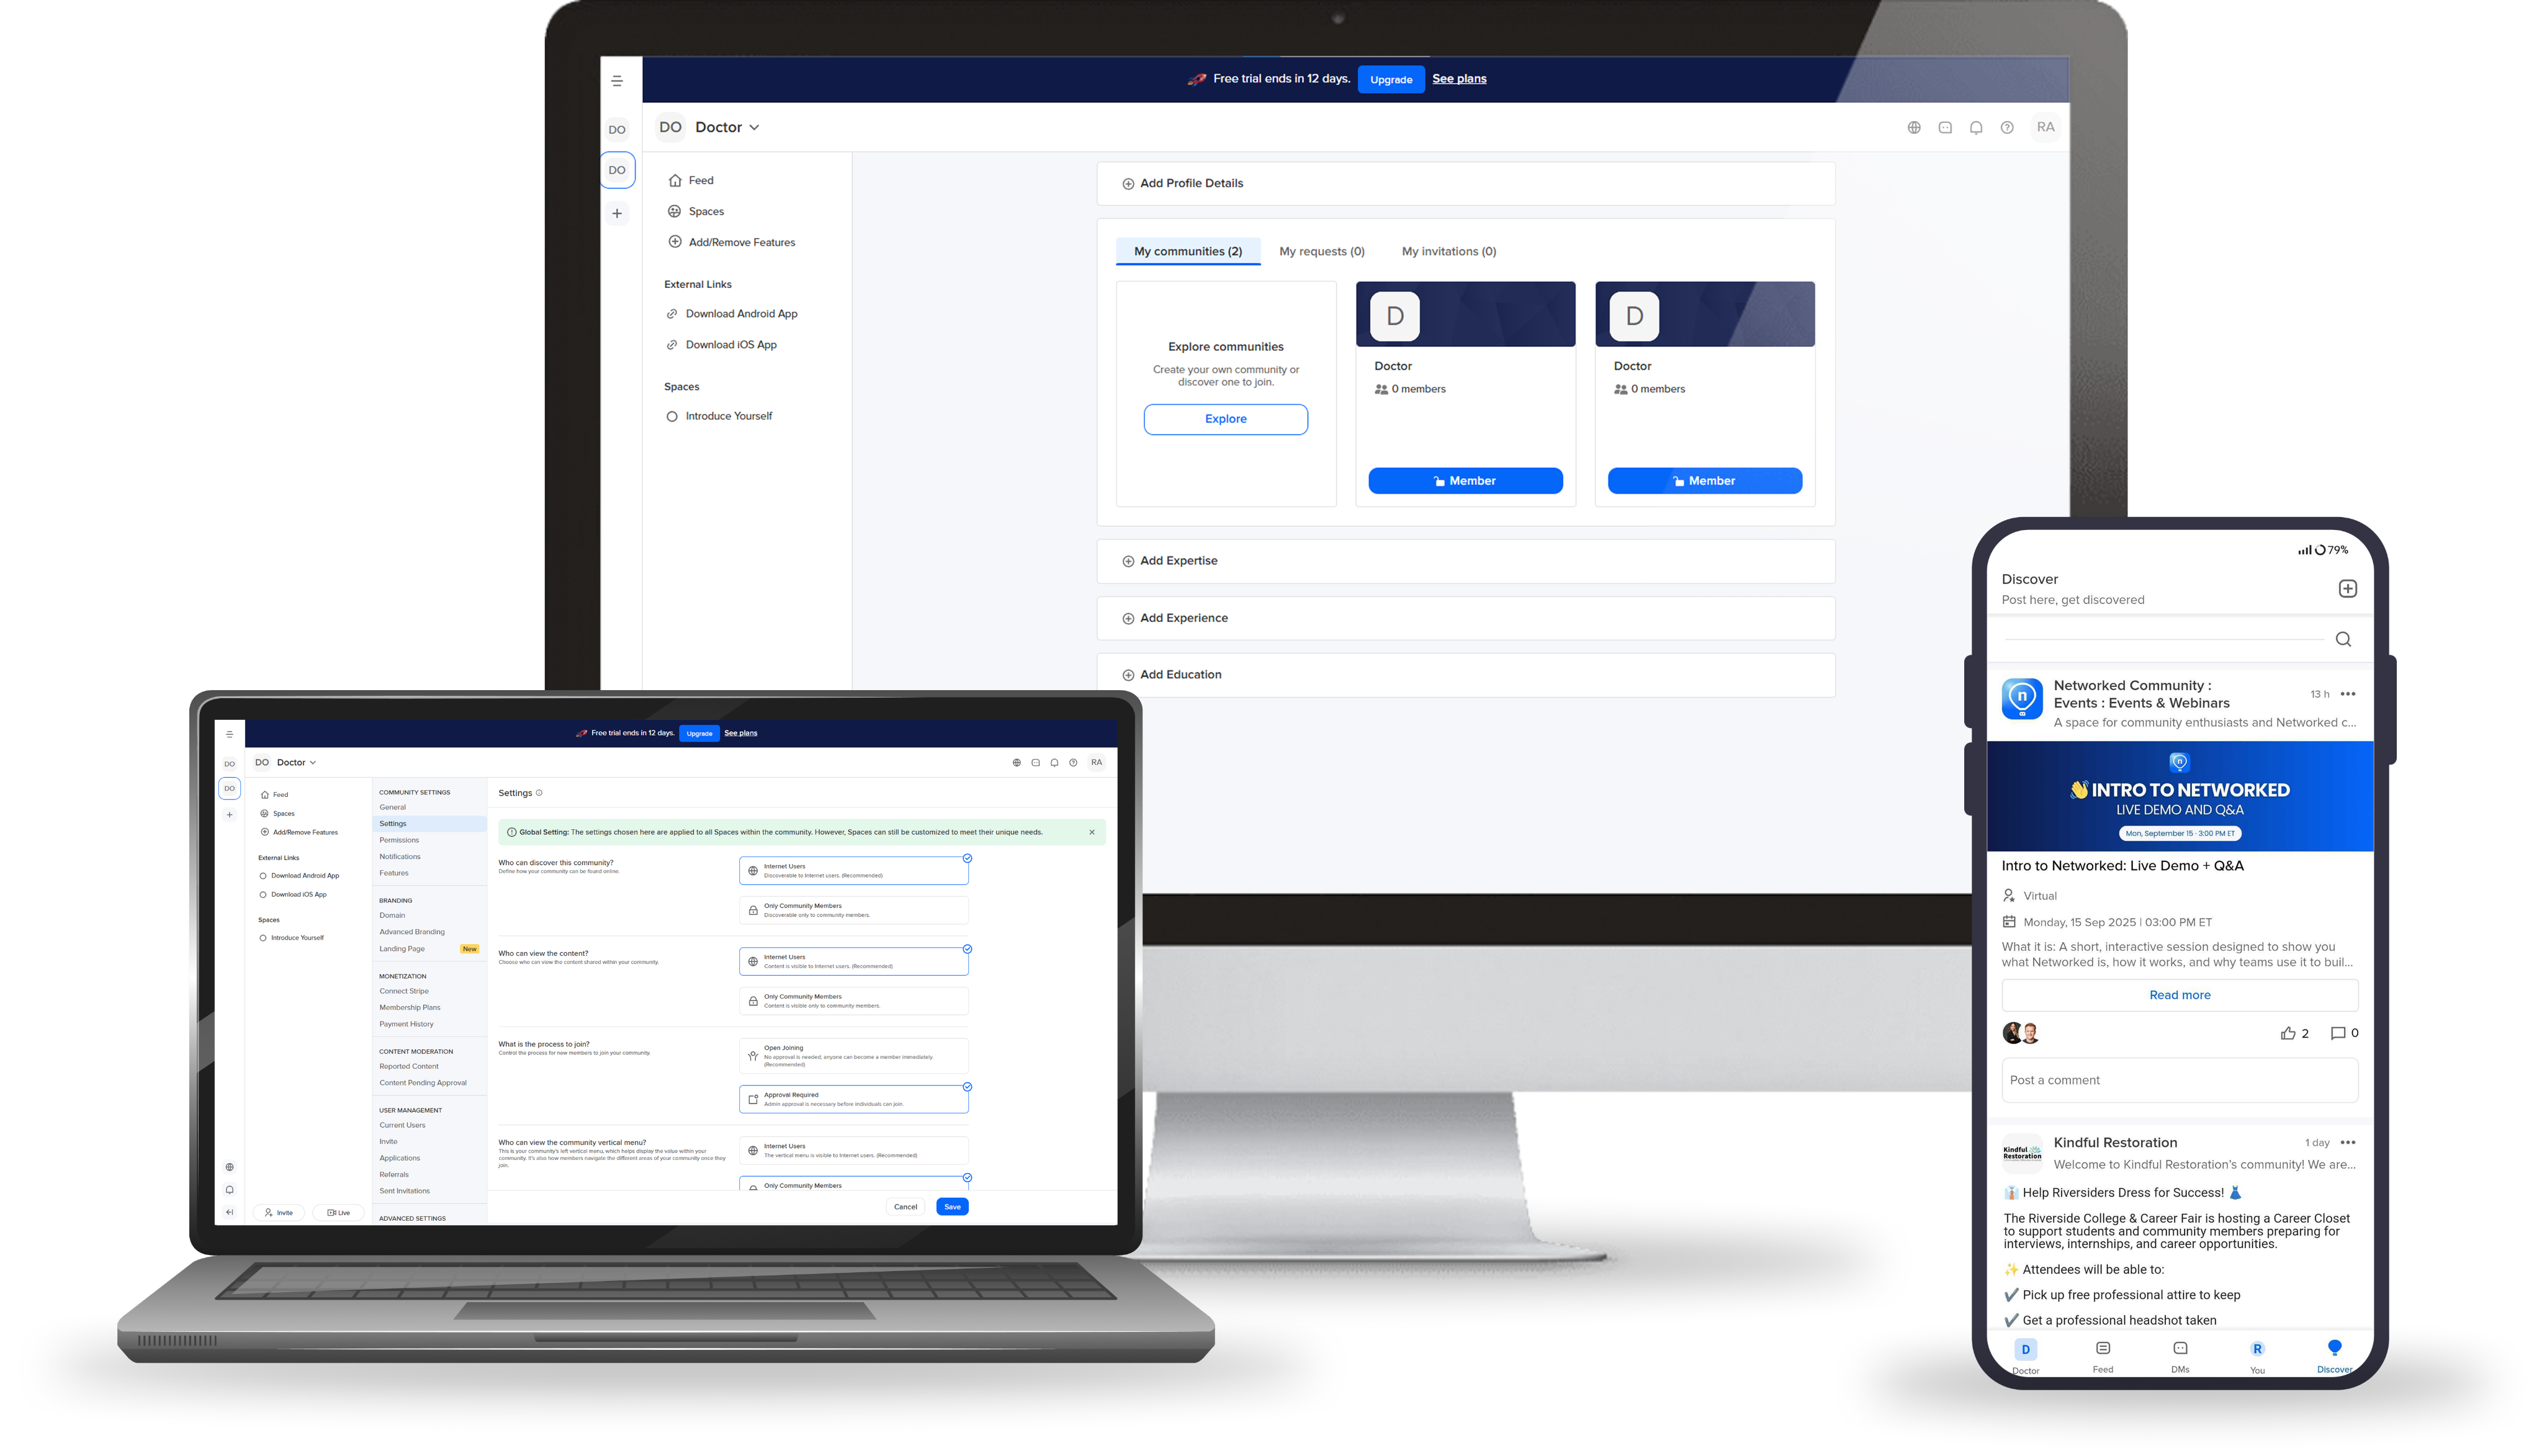 Free trial ends in 12 days. Upgrade See plans
DO
DO
DO Doctor
RA
Feed
Spaces
Add/Remove Features
External Links
Download Android App
Download iOS App
Spaces
Introduce Yourself
Add Profile Details
My communities (2) My requests (0) My invitations (0)
Explore communities
Create your own community or
discover one to join.
Explore
D
Doctor
0 members
Member
D
Doctor
0 members
Member
Add Expertise
Add Experience
Add Education
Free trial ends in 12 days. Upgrade See plans
DO
DO
DO Doctor
RA
Feed
Spaces
Add/Remove Features
External Links
Download Android App
Download iOS App
Spaces
Introduce Yourself
Invite
Live
COMMUNITY SETTINGS
General
Settings
Permissions
Notifications
Features
BRANDING
Domain
Advanced Branding
Landing Page New
MONETIZATION
Connect Stripe
Membership Plans
Payment History
CONTENT MODERATION
Reported Content
Content Pending Approval
USER MANAGEMENT
Current Users
Invite
Applications
Referrals
Sent Invitations
ADVANCED SETTINGS
Settings
Global Setting: The settings chosen here are applied to all Spaces within the community. However, Spaces can still be customized to meet their unique needs.
Who can discover this community?
Define how your community can be found online.
Internet Users
Discoverable to Internet users. (Recommended)
Only Community Members
Discoverable only to community members.
Who can view the content?
Choose who can view the content shared within your community.
Internet Users
Content is visible to Internet users. (Recommended)
Only Community Members
Content is visible only to community members.
What is the process to join?
Control the process for new members to join your community.
Open Joining
No approval is needed; anyone can become a member immediately.
(Recommended)
Approval Required
Admin approval is necessary before individuals can join.
Who can view the community vertical menu?
This is your community's left vertical menu, which helps display the value within your
community. It's also how members navigate the different areas of your community once they
join.
Internet Users
The vertical menu is visible to Internet users. (Recommended)
Only Community Members
Cancel Save
79%
Discover
Post here, get discovered
n
Networked Community :
Events : Events & Webinars
13 h
A space for community enthusiasts and Networked c...
n
👋 INTRO TO NETWORKED
LIVE DEMO AND Q&A
Mon, September 15 · 3:00 PM ET
Intro to Networked: Live Demo + Q&A
Virtual
Monday, 15 Sep 2025 | 03:00 PM ET
What it is: A short, interactive session designed to show you
what Networked is, how it works, and why teams use it to buil...
Read more
2 0
Post a comment
Kindful
Restoration
Kindful Restoration
1 day
Welcome to Kindful Restoration's community! We are...
👔 Help Riversiders Dress for Success! 👗
The Riverside College & Career Fair is hosting a Career Closet
to support students and community members preparing for
interviews, internships, and career opportunities.
✨ Attendees will be able to:
✔ Pick up free professional attire to keep
✔ Get a professional headshot taken
D
R
Doctor Feed DMs You Discover